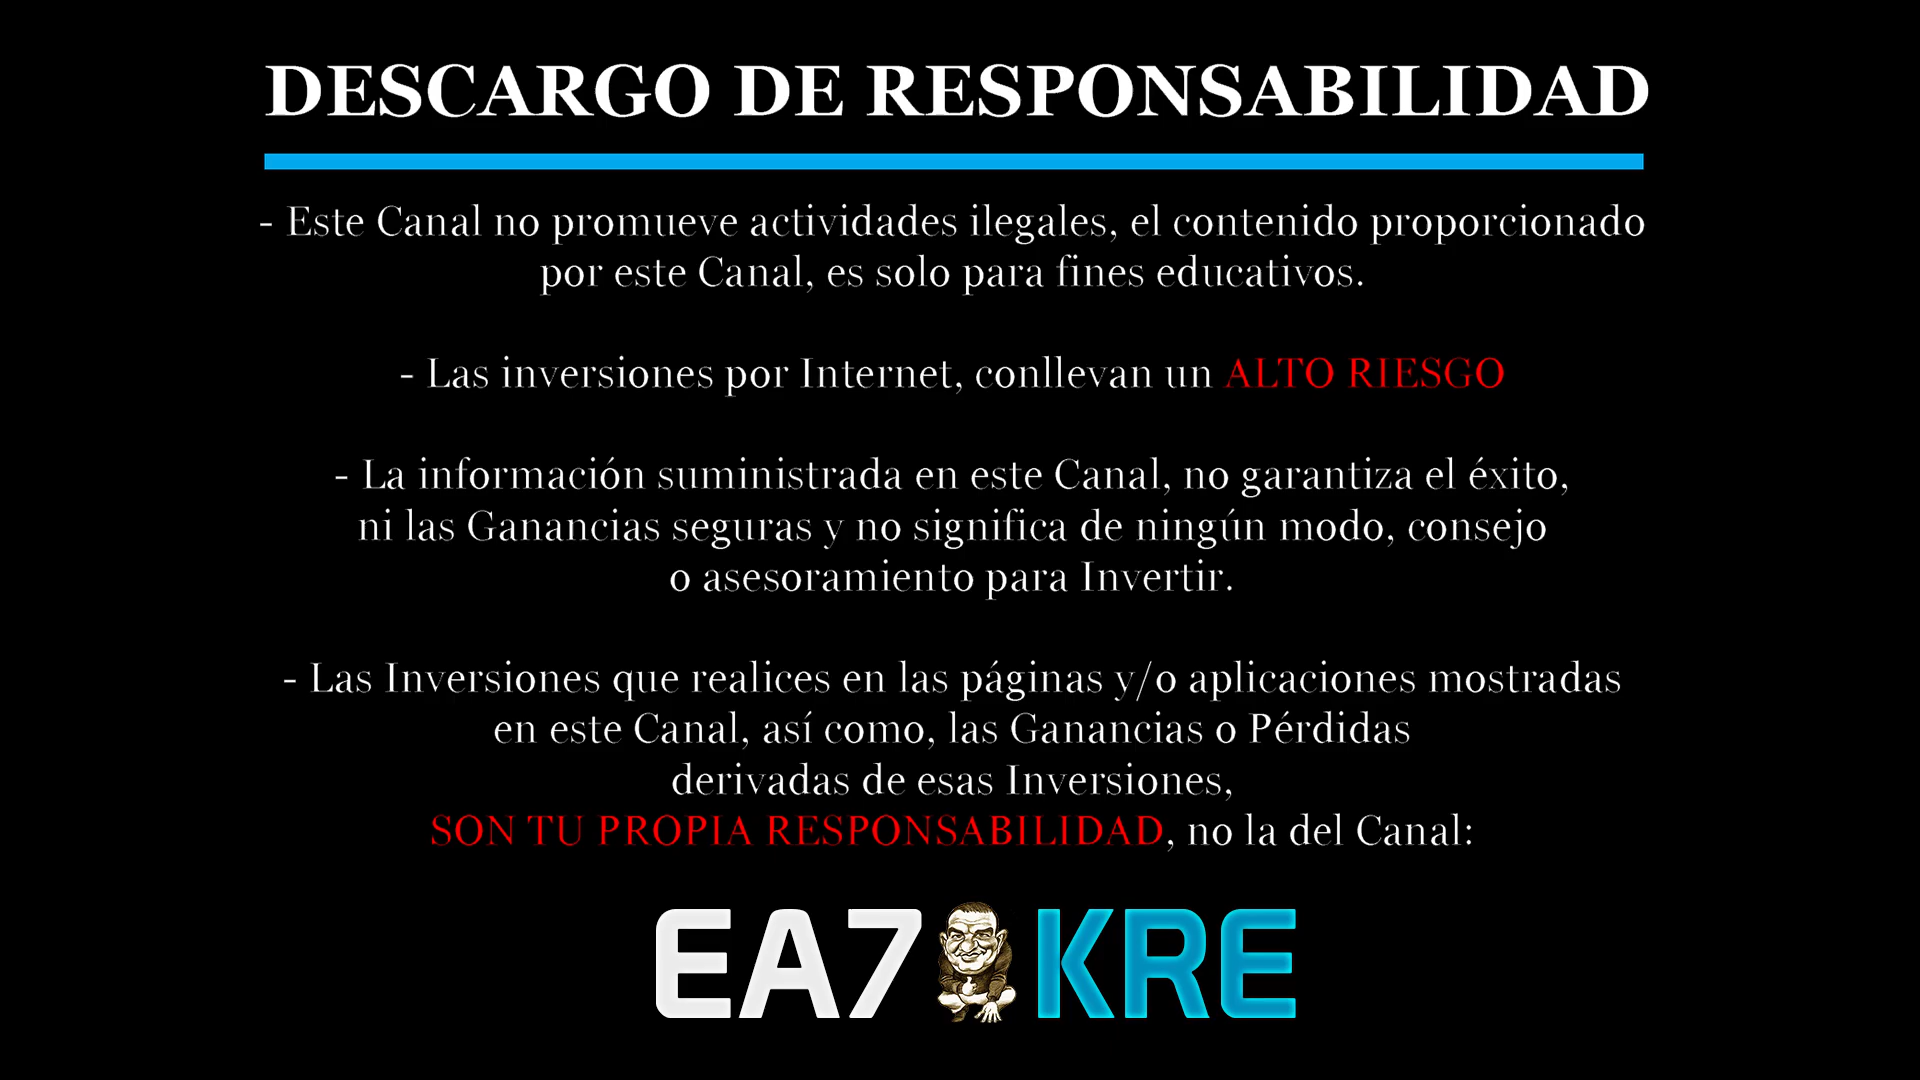 DESCARGO DE RESPONSABILIDAD
- Este Canal no promueve actividades ilegales, el contenido proporcionado
por este Canal, es solo para fines educativos.
- Las inversiones por Internet, conllevan un ALTO RIESGO
- La información suministrada en este Canal, no garantiza el éxito,
ni las Ganancias seguras y no significa de ningún modo, consejo
o asesoramiento para Invertir.
- Las Inversiones que realices en las páginas y/o aplicaciones mostradas
en este Canal, así como, las Ganancias o Pérdidas
derivadas de esas Inversiones,
SON TU PROPIA RESPONSABILIDAD, no la del Canal:
EA7 KRE